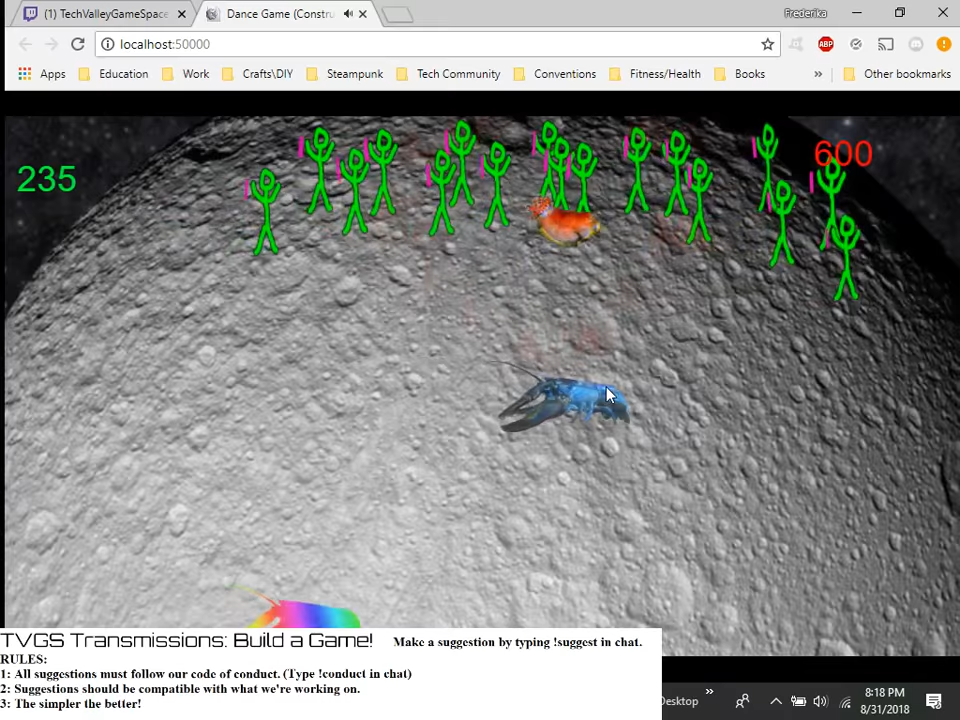 (1) TechValleyGameSpace
Dance Game (Constru
Frederika
localhost:50000
ABP
Apps Education Work Crafts\DIY Steampunk Tech Community Conventions Fitness/Health Books » Other bookmarks
235
600
TVGS Transmissions: Build a Game! Make a suggestion by typing !suggest in chat.
RULES:
1: All suggestions must follow our code of conduct. (Type !conduct in chat)
2: Suggestions should be compatible with what we're working on.
3: The simpler the better!
Desktop »
8:18 PM
8/31/2018